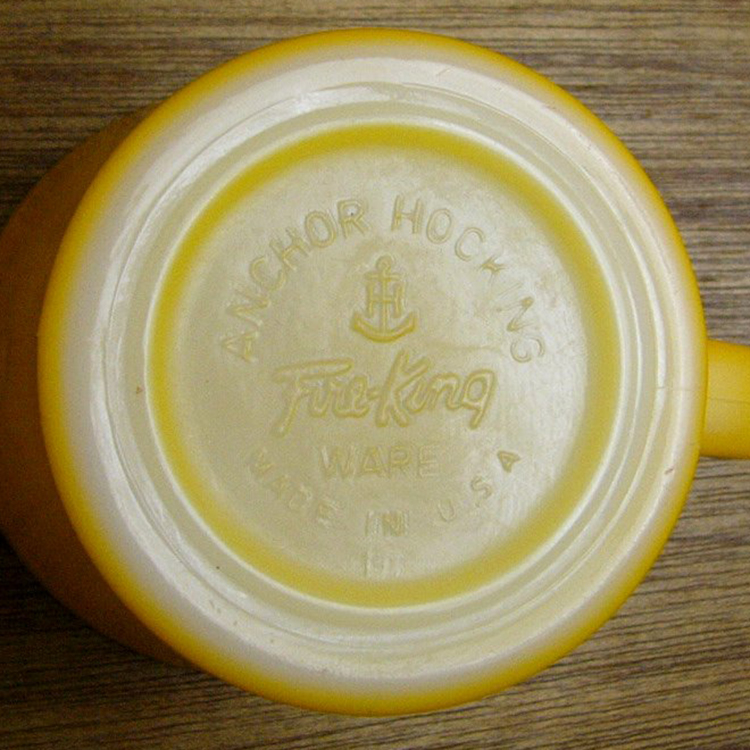 ANCHOR HOCKING
Fire-King
WARE
MADE IN U.S.A